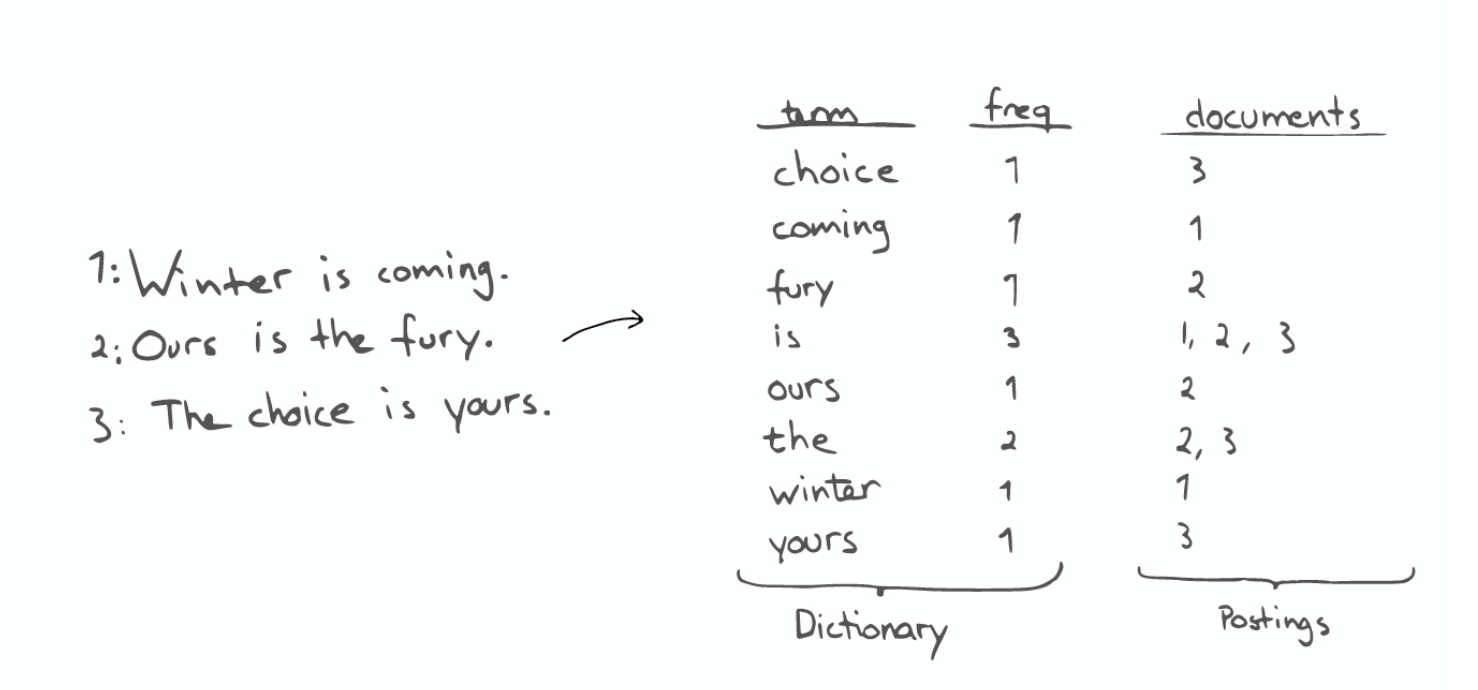 1: Winter is coming.
2: Ours is the fury.
3: The choice is yours.
term freq documents
choice 1 3
coming 1 1
fury 1 2
is 3 1, 2, 3
ours 1 2
the 2 2, 3
winter 1 1
yours 1 3
Dictionary Postings